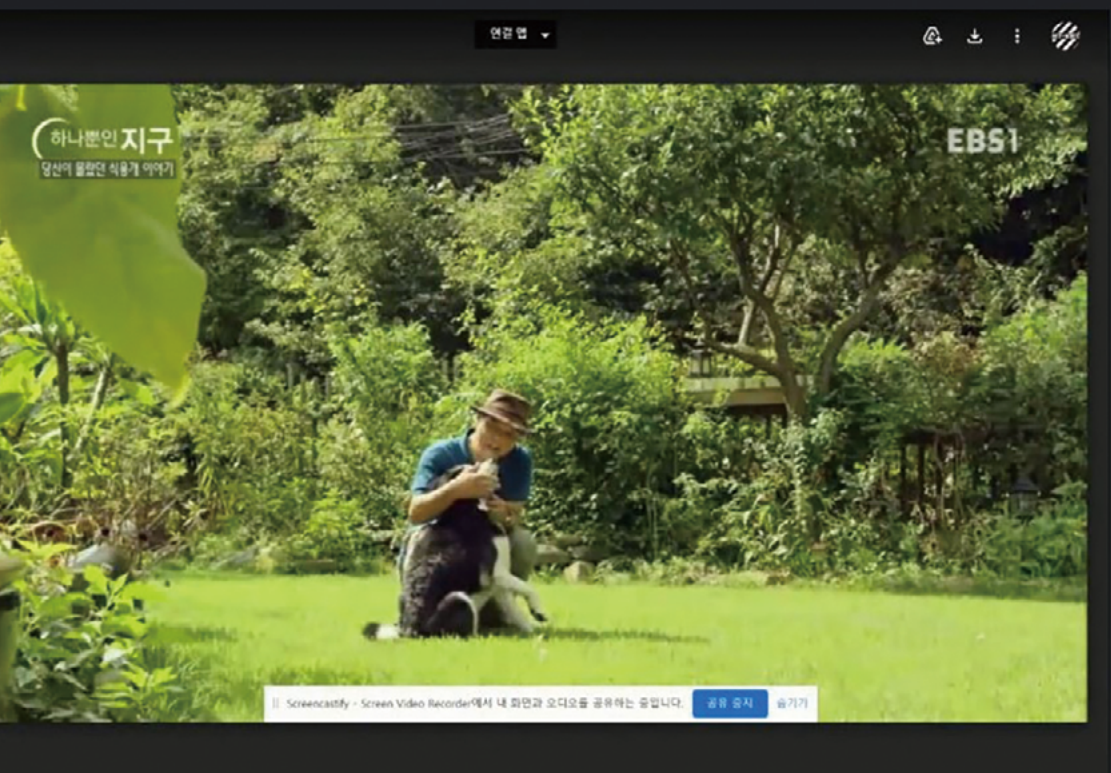 연결 앱
하나뿐인 지구
EBS1
당신이 몰랐던 식용개 이야기
Screencastify - Screen Video Recorder에서 내 화면과 오디오를 공유하는 중입니다. 공유 중지 숨기기